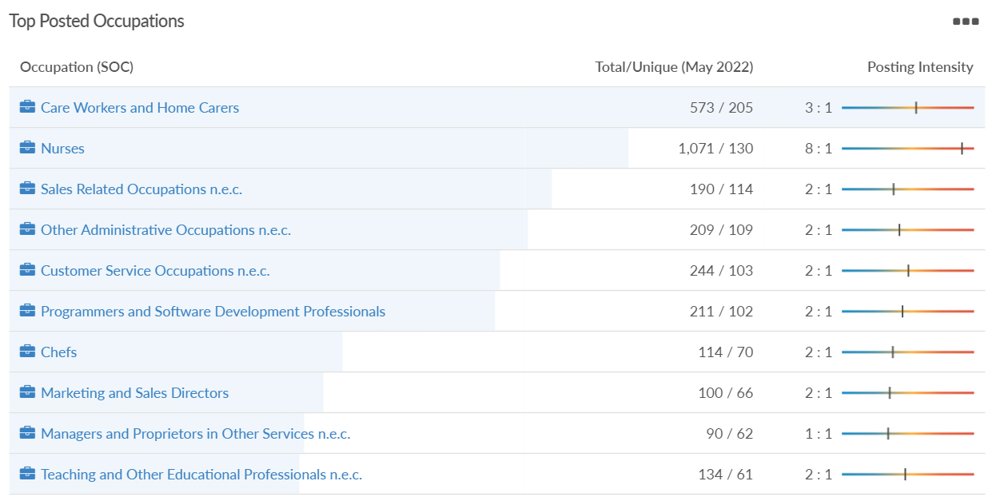 Top Posted Occupations
Occupation (SOC) Total/Unique (May 2022) Posting Intensity
Care Workers and Home Carers 573 / 205 3 : 1
Nurses 1,071 / 130 8 : 1
Sales Related Occupations n.e.c. 190 / 114 2 : 1
Other Administrative Occupations n.e.c. 209 / 109 2 : 1
Customer Service Occupations n.e.c. 244 / 103 2 : 1
Programmers and Software Development Professionals 211 / 102 2 : 1
Chefs 114 / 70 2 : 1
Marketing and Sales Directors 100 / 66 2 : 1
Managers and Proprietors in Other Services n.e.c. 90 / 62 1 : 1
Teaching and Other Educational Professionals n.e.c. 134 / 61 2 : 1